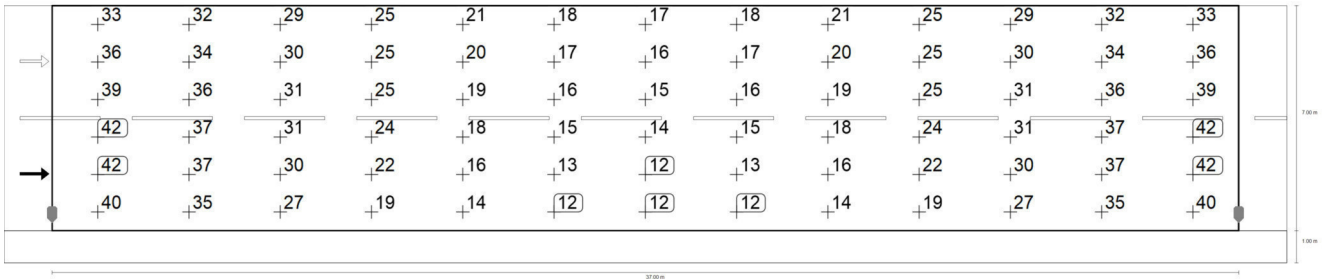 33 32 29 25 21 18 17 18 21 25 29 32 33
36 34 30 25 20 17 16 17 20 25 30 34 36
39 36 31 25 19 16 15 16 19 25 31 36 39
7.00 m
42 37 31 24 18 15 14 15 18 24 31 37 42
42 37 30 22 16 13 12 13 16 22 30 37 42
40 35 27 19 14 12 12 12 14 19 27 35 40
1.00 m
37.00 m